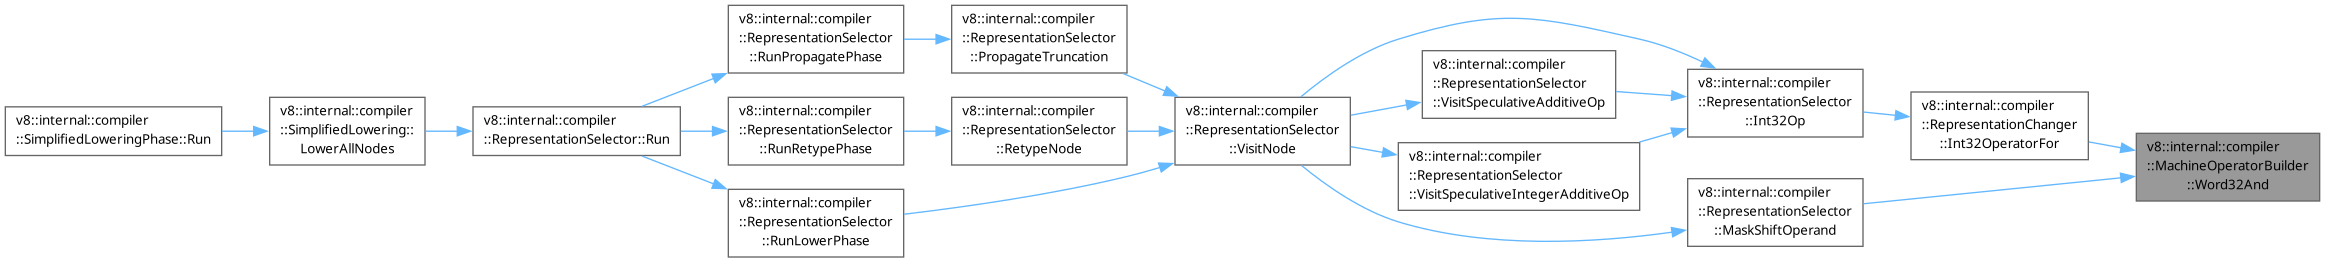 v8::internal::compiler
::SimplifiedLoweringPhase::Run
v8::internal::compiler
::SimplifiedLowering::
LowerAllNodes
v8::internal::compiler
::RepresentationSelector::Run
v8::internal::compiler
::RepresentationSelector
::RunPropagatePhase
v8::internal::compiler
::RepresentationSelector
::RunRetypePhase
v8::internal::compiler
::RepresentationSelector
::RunLowerPhase
v8::internal::compiler
::RepresentationSelector
::PropagateTruncation
v8::internal::compiler
::RepresentationSelector
::RetypeNode
v8::internal::compiler
::RepresentationSelector
::VisitNode
v8::internal::compiler
::RepresentationSelector
::VisitSpeculativeAdditiveOp
v8::internal::compiler
::RepresentationSelector
::VisitSpeculativeIntegerAdditiveOp
v8::internal::compiler
::RepresentationSelector
::Int32Op
v8::internal::compiler
::RepresentationSelector
::MaskShiftOperand
v8::internal::compiler
::RepresentationChanger
::Int32OperatorFor
v8::internal::compiler
::MachineOperatorBuilder
::Word32And